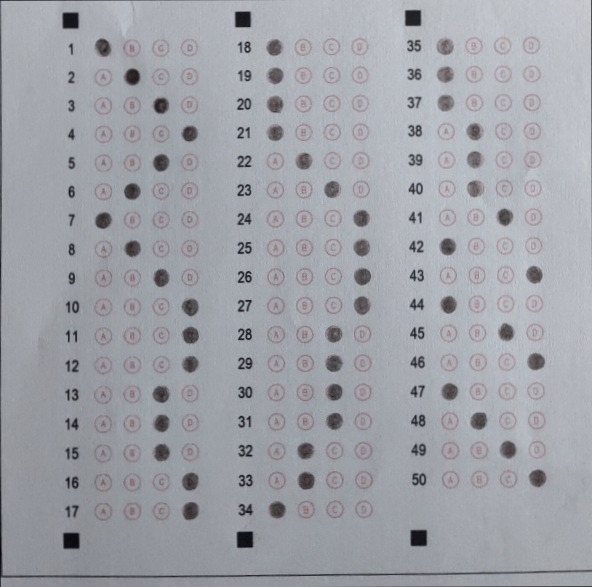 1 B C D
2 A C D
3 A B D
4 A B C
5 A B D
6 A C D
7 B C D
8 A C D
9 A B D
10 A B C
11 A B C
12 A B C
13 A B D
14 A B D
15 A B D
16 A B C
17 A B C
18 B C D
19 B C D
20 B C D
21 B C D
22 A C D
23 A B D
24 A B C
25 A B C
26 A B C
27 A B C
28 A B D
29 A B D
30 A B D
31 A B D
32 A C D
33 A C D
34 B C D
35 B C D
36 B C D
37 B C D
38 A B C D
39 A C D
40 A C D
41 A B D
42 B C D
43 A B C
44 B C D
45 A B D
46 A B C
47 B C D
48 A C D
49 A B D
50 A B C